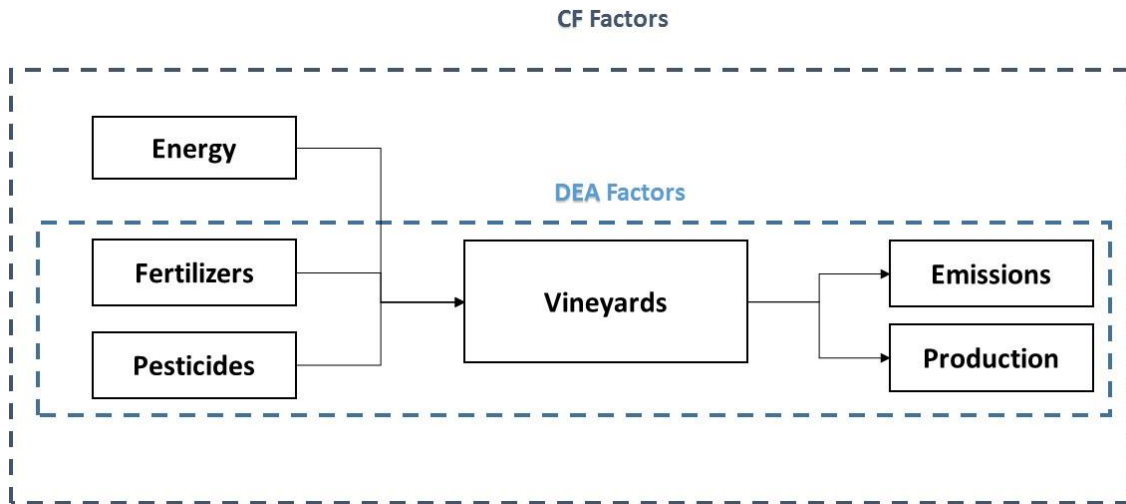 CF Factors
Energy
DEA Factors
Fertilizers
Vineyards
Emissions
Pesticides
Production